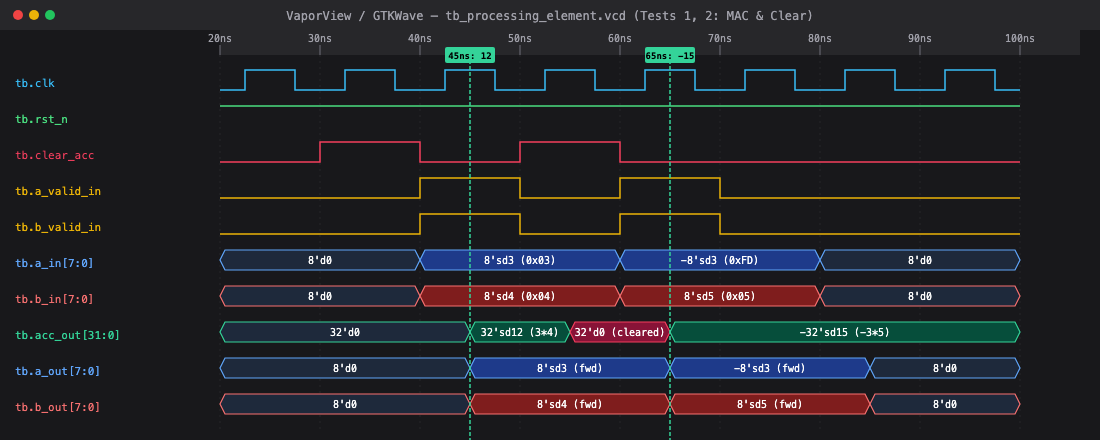 VaporView / GTKWave — tb_processing_element.vcd (Tests 1, 2: MAC & Clear)
20ns 30ns 40ns 50ns 60ns 70ns 80ns 90ns 100ns
45ns: 12 65ns: -15
tb.clk
tb.rst_n
tb.clear_acc
tb.a_valid_in
tb.b_valid_in
tb.a_in[7:0] 8'd0 8'sd3 (0x03) -8'sd3 (0xFD) 8'd0
tb.b_in[7:0] 8'd0 8'sd4 (0x04) 8'sd5 (0x05) 8'd0
tb.acc_out[31:0] 32'd0 32'sd12 (3*4) 32'd0 (cleared) -32'sd15 (-3*5)
tb.a_out[7:0] 8'd0 8'sd3 (fwd) -8'sd3 (fwd) 8'd0
tb.b_out[7:0] 8'd0 8'sd4 (fwd) 8'sd5 (fwd) 8'd0